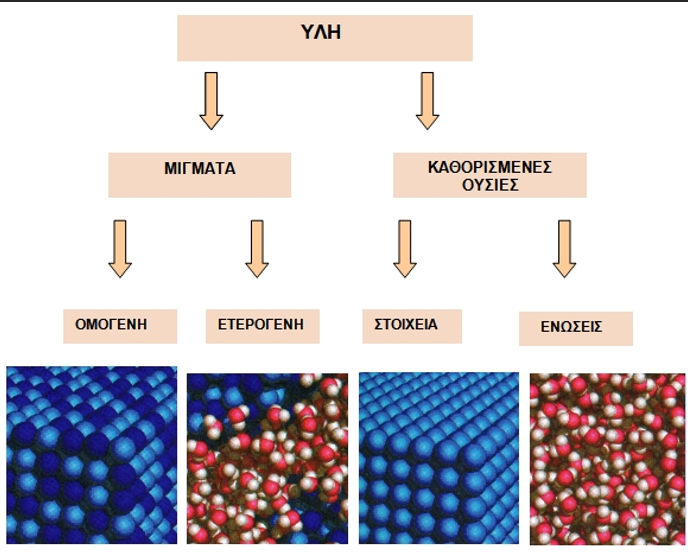 ΥΛΗ
ΜΙΓΜΑΤΑ
ΚΑΘΟΡΙΣΜΕΝΕΣ
ΟΥΣΙΕΣ
ΟΜΟΓΕΝΗ
ΕΤΕΡΟΓΕΝΗ
ΣΤΟΙΧΕΙΑ
ΕΝΩΣΕΙΣ